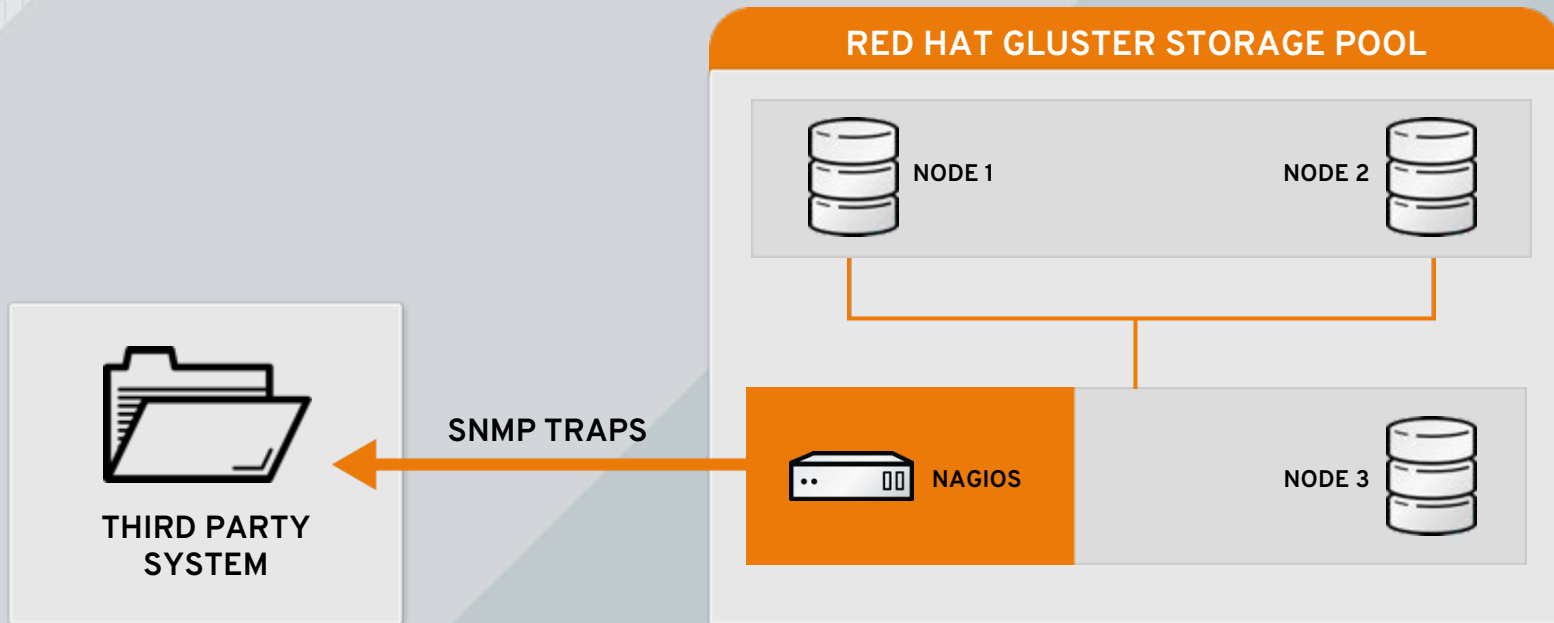 RED HAT GLUSTER STORAGE POOL
NODE 1
NODE 2
SNMP TRAPS
NAGIOS
NODE 3
THIRD PARTY
SYSTEM